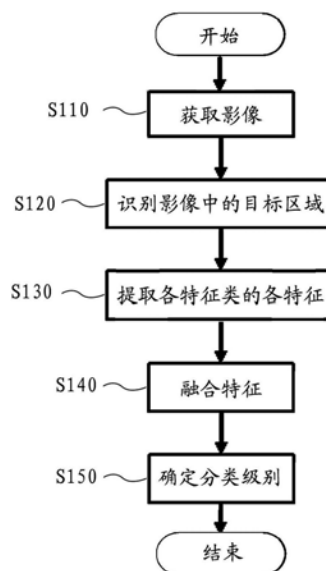 开始
S110 获取影像
S120 识别影像中的目标区域
S130 提取各特征类的各特征
S140 融合特征
S150 确定分类级别
结束